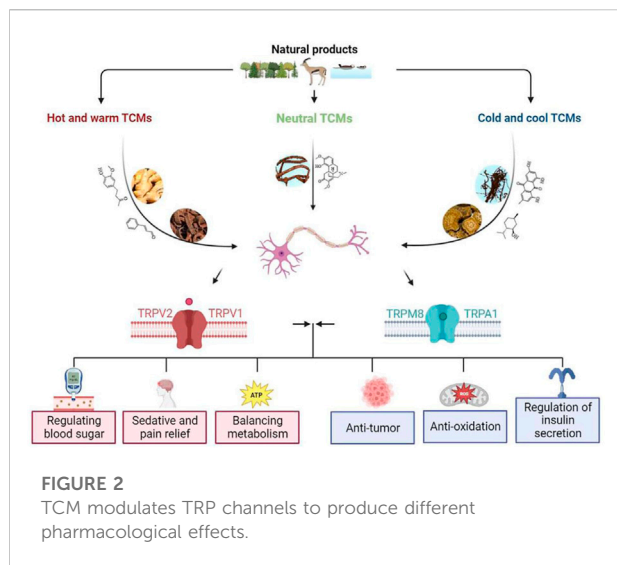 Natural products
Hot and warm TCMs
Neutral TCMs
Cold and cool TCMs
TRPV2
TRPV1
TRPM8
TRPA1
ATP
Regulating
blood sugar
Sedative and
pain relief
Balancing
metabolism
Anti-tumor
Anti-oxidation
Regulation of
insulin
secretion
FIGURE 2
TCM modulates TRP channels to produce different
pharmacological effects.